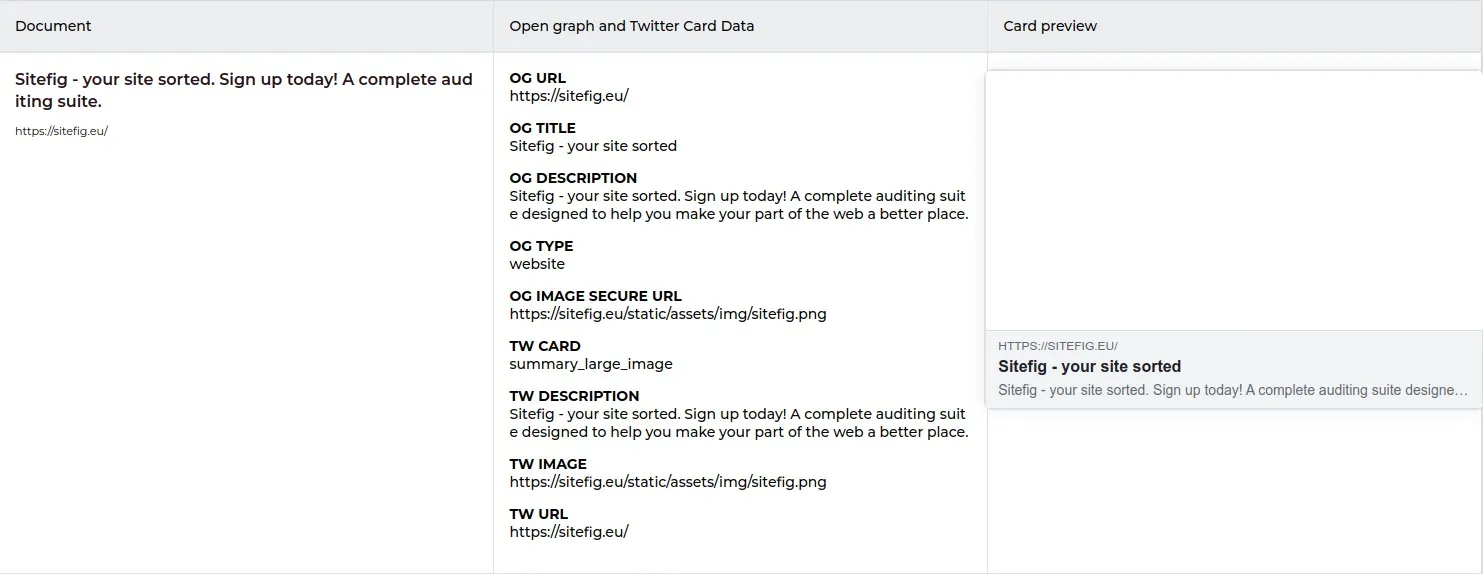 Document
Open graph and Twitter Card Data
Card preview
Sitefig - your site sorted. Sign up today! A complete aud
iting suite.
https://sitefig.eu/
OG URL
https://sitefig.eu/
OG TITLE
Sitefig - your site sorted
OG DESCRIPTION
Sitefig - your site sorted. Sign up today! A complete auditing suit
e designed to help you make your part of the web a better place.
OG TYPE
website
OG IMAGE SECURE URL
https://sitefig.eu/static/assets/img/sitefig.png
TW CARD
summary_large_image
TW DESCRIPTION
Sitefig - your site sorted. Sign up today! A complete auditing suit
e designed to help you make your part of the web a better place.
TW IMAGE
https://sitefig.eu/static/assets/img/sitefig.png
TW URL
https://sitefig.eu/
HTTPS://SITEFIG.EU/
Sitefig - your site sorted
Sitefig - your site sorted. Sign up today! A complete auditing suite designe…